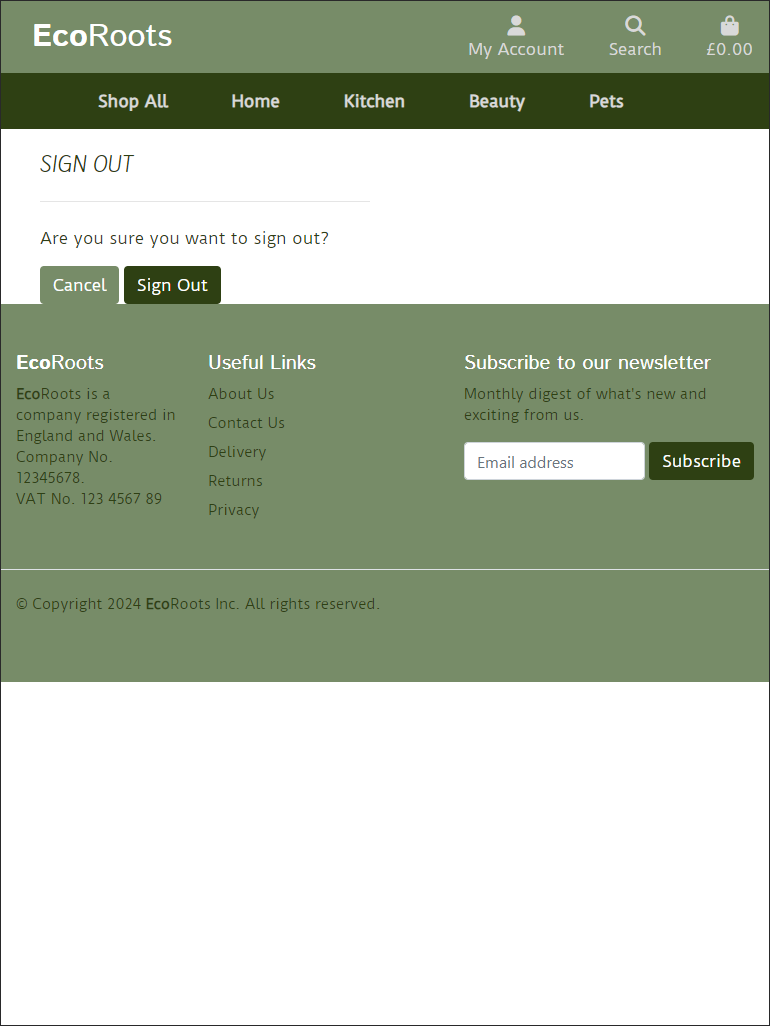 EcoRoots
My Account
Search
£0.00
Shop All
Home
Kitchen
Beauty
Pets
SIGN OUT
Are you sure you want to sign out?
Cancel
Sign Out
EcoRoots
EcoRoots is a
company registered in
England and Wales.
Company No.
12345678.
VAT No. 123 4567 89
Useful Links
About Us
Contact Us
Delivery
Returns
Privacy
Subscribe to our newsletter
Monthly digest of what's new and
exciting from us.
Email address
Subscribe
© Copyright 2024 EcoRoots Inc. All rights reserved.